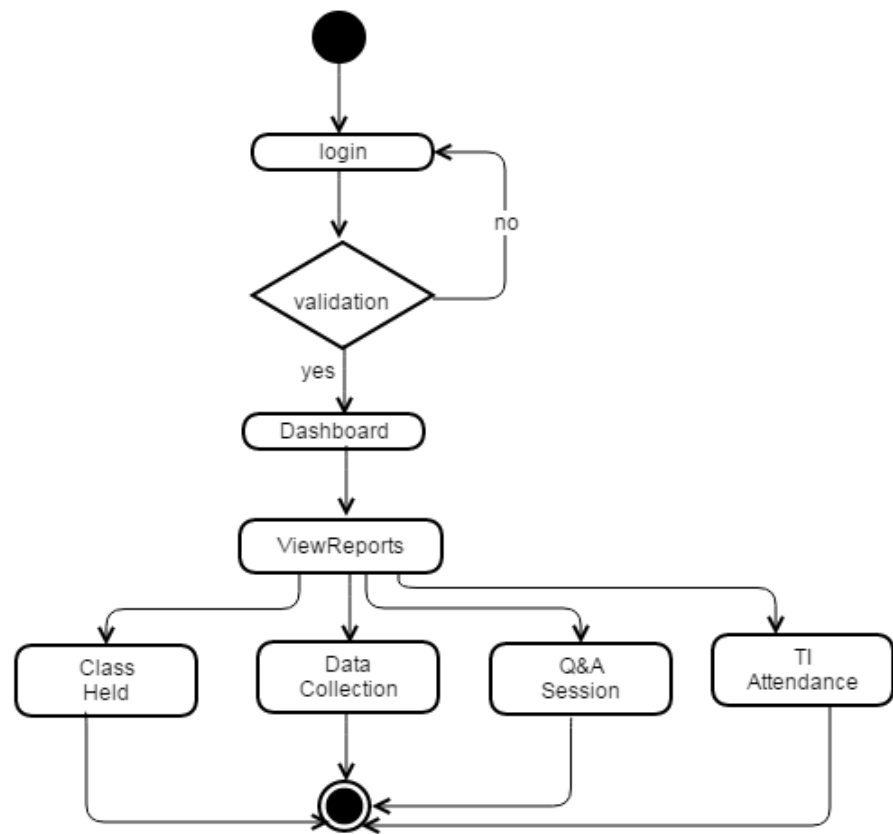 login
no
validation
yes
Dashboard
ViewReports
Class
Held
Data
Collection
Q&A
Session
TI
Attendance